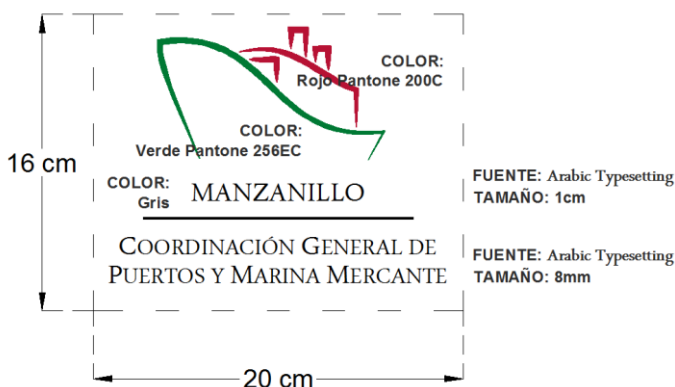 COLOR:
Rojo Pantone 200C
COLOR:
Verde Pantone 256EC
16 cm
COLOR:
Gris
MANZANILLO
FUENTE: Arabic Typesetting
TAMAÑO: 1cm
COORDINACIÓN GENERAL DE
PUERTOS Y MARINA MERCANTE
FUENTE: Arabic Typesetting
TAMAÑO: 8mm
20 cm